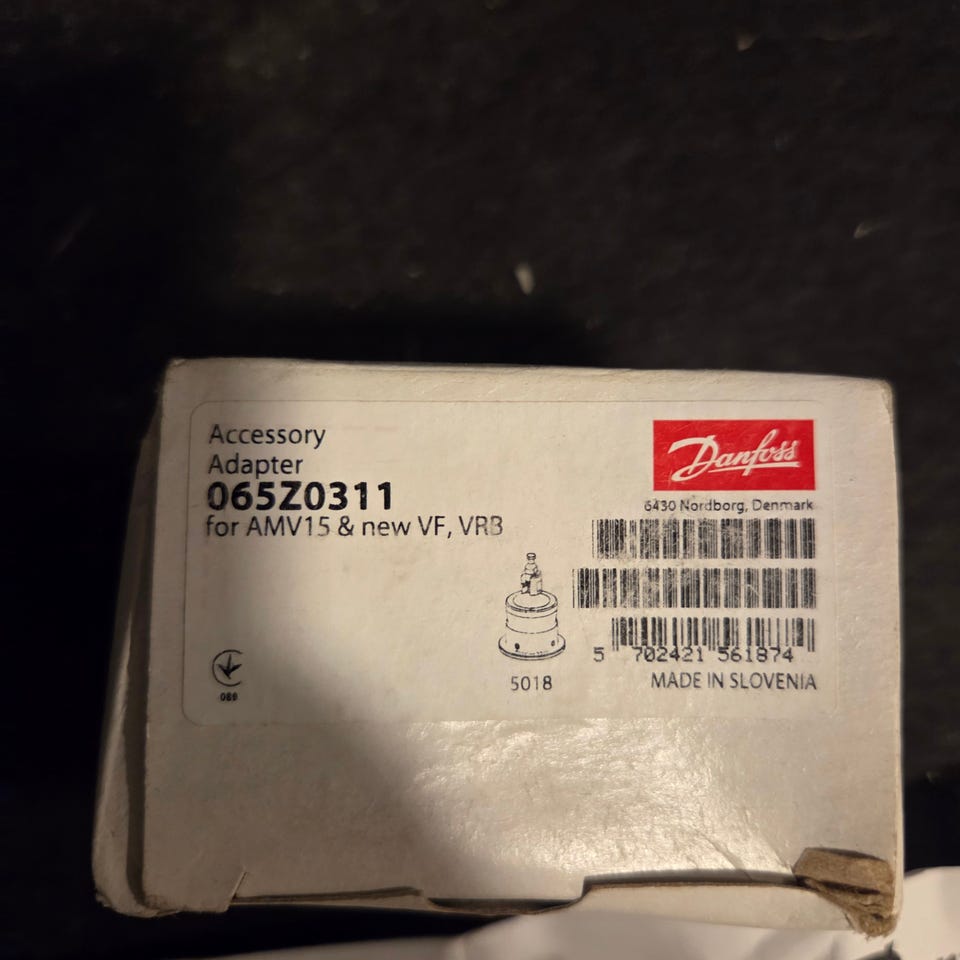 Accessory
Adapter
065Z0311
for AMV15 & new VF, VRB
Danfoss
6430 Nordborg, Denmark
5 702421 561874
5018
MADE IN SLOVENIA
089